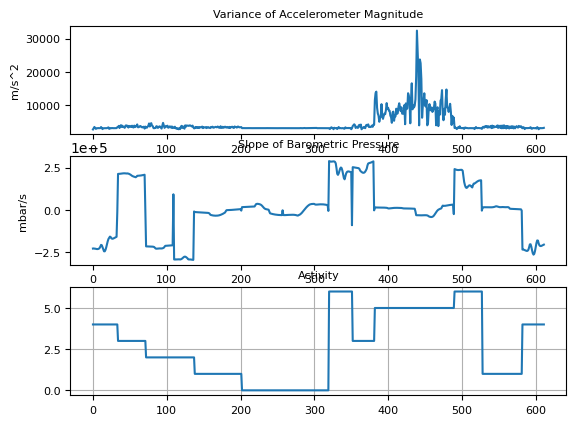 Variance of Accelerometer Magnitude
30000
20000
10000
m/s^2
0 100 200 300 400 500 600
1e+5
Slope of Barometric Pressure
2.5
0.0
−2.5
mbar/s
0 100 200 300 400 500 600
Activity
5.0
2.5
0.0
0 100 200 300 400 500 600